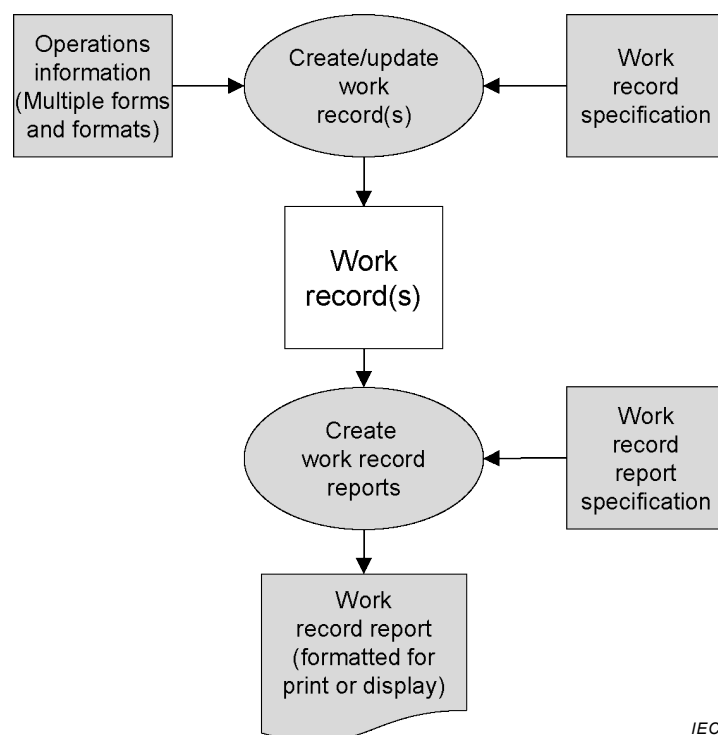 Operations
information
(Multiple forms
and formats)
Create/update
work
record(s)
Work
record
specification
Work
record(s)
Create
work record
reports
Work
record
report
specification
Work
record report
(formatted for
print or display)
IEC